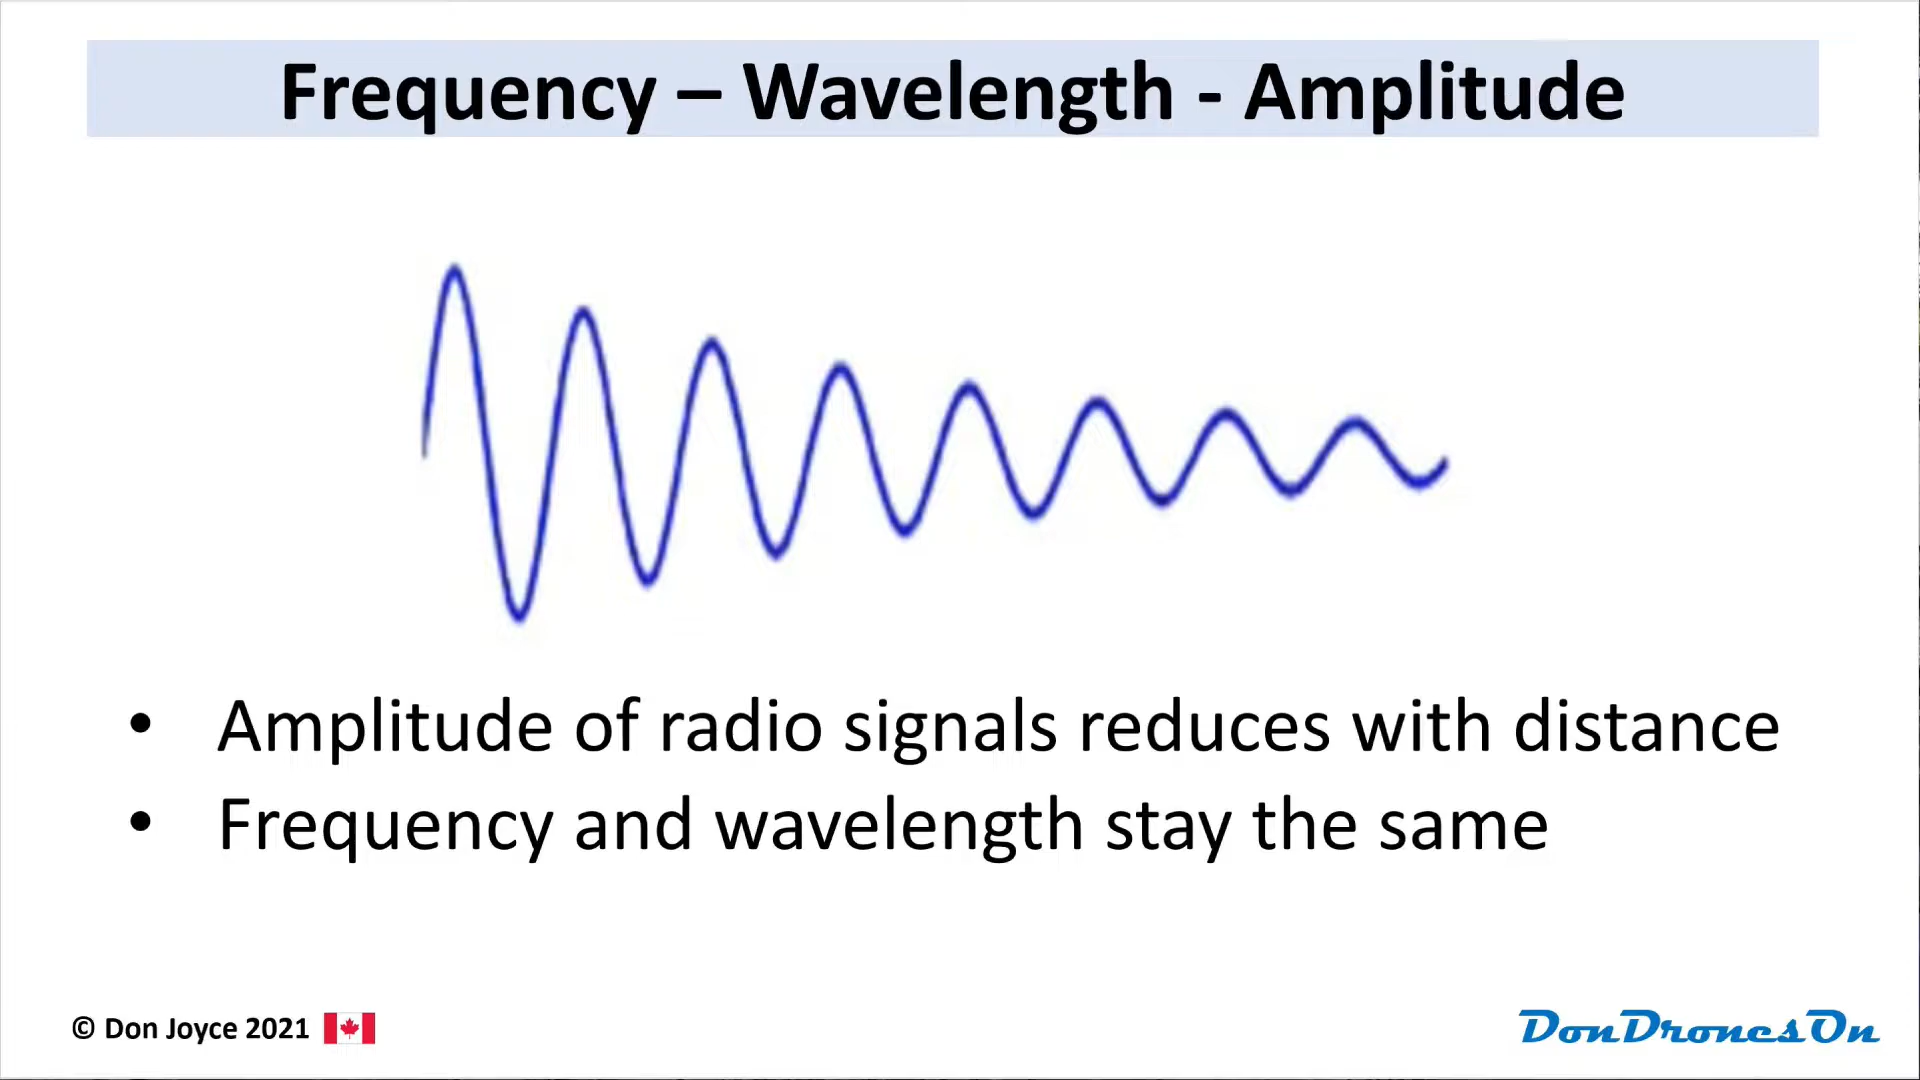 Frequency – Wavelength - Amplitude
• Amplitude of radio signals reduces with distance
• Frequency and wavelength stay the same
© Don Joyce 2021
DonDronesOn